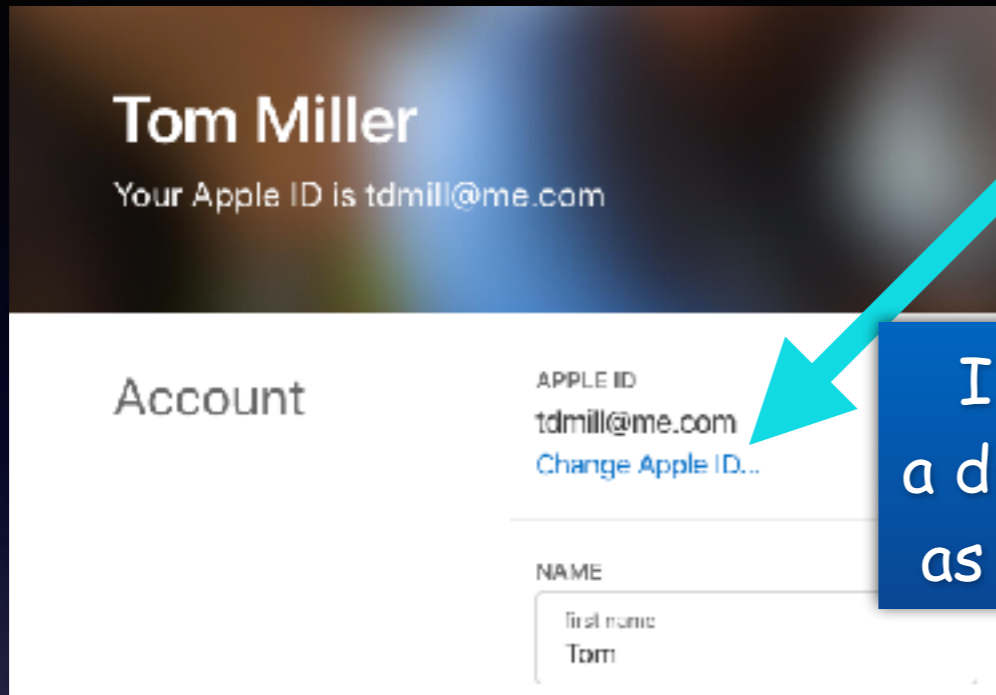 Tom Miller
Your Apple ID is tdmill@me.com
Account
APPLE ID
tdmill@me.com
Change Apple ID...
NAME
first name
Tom
I
a d
as